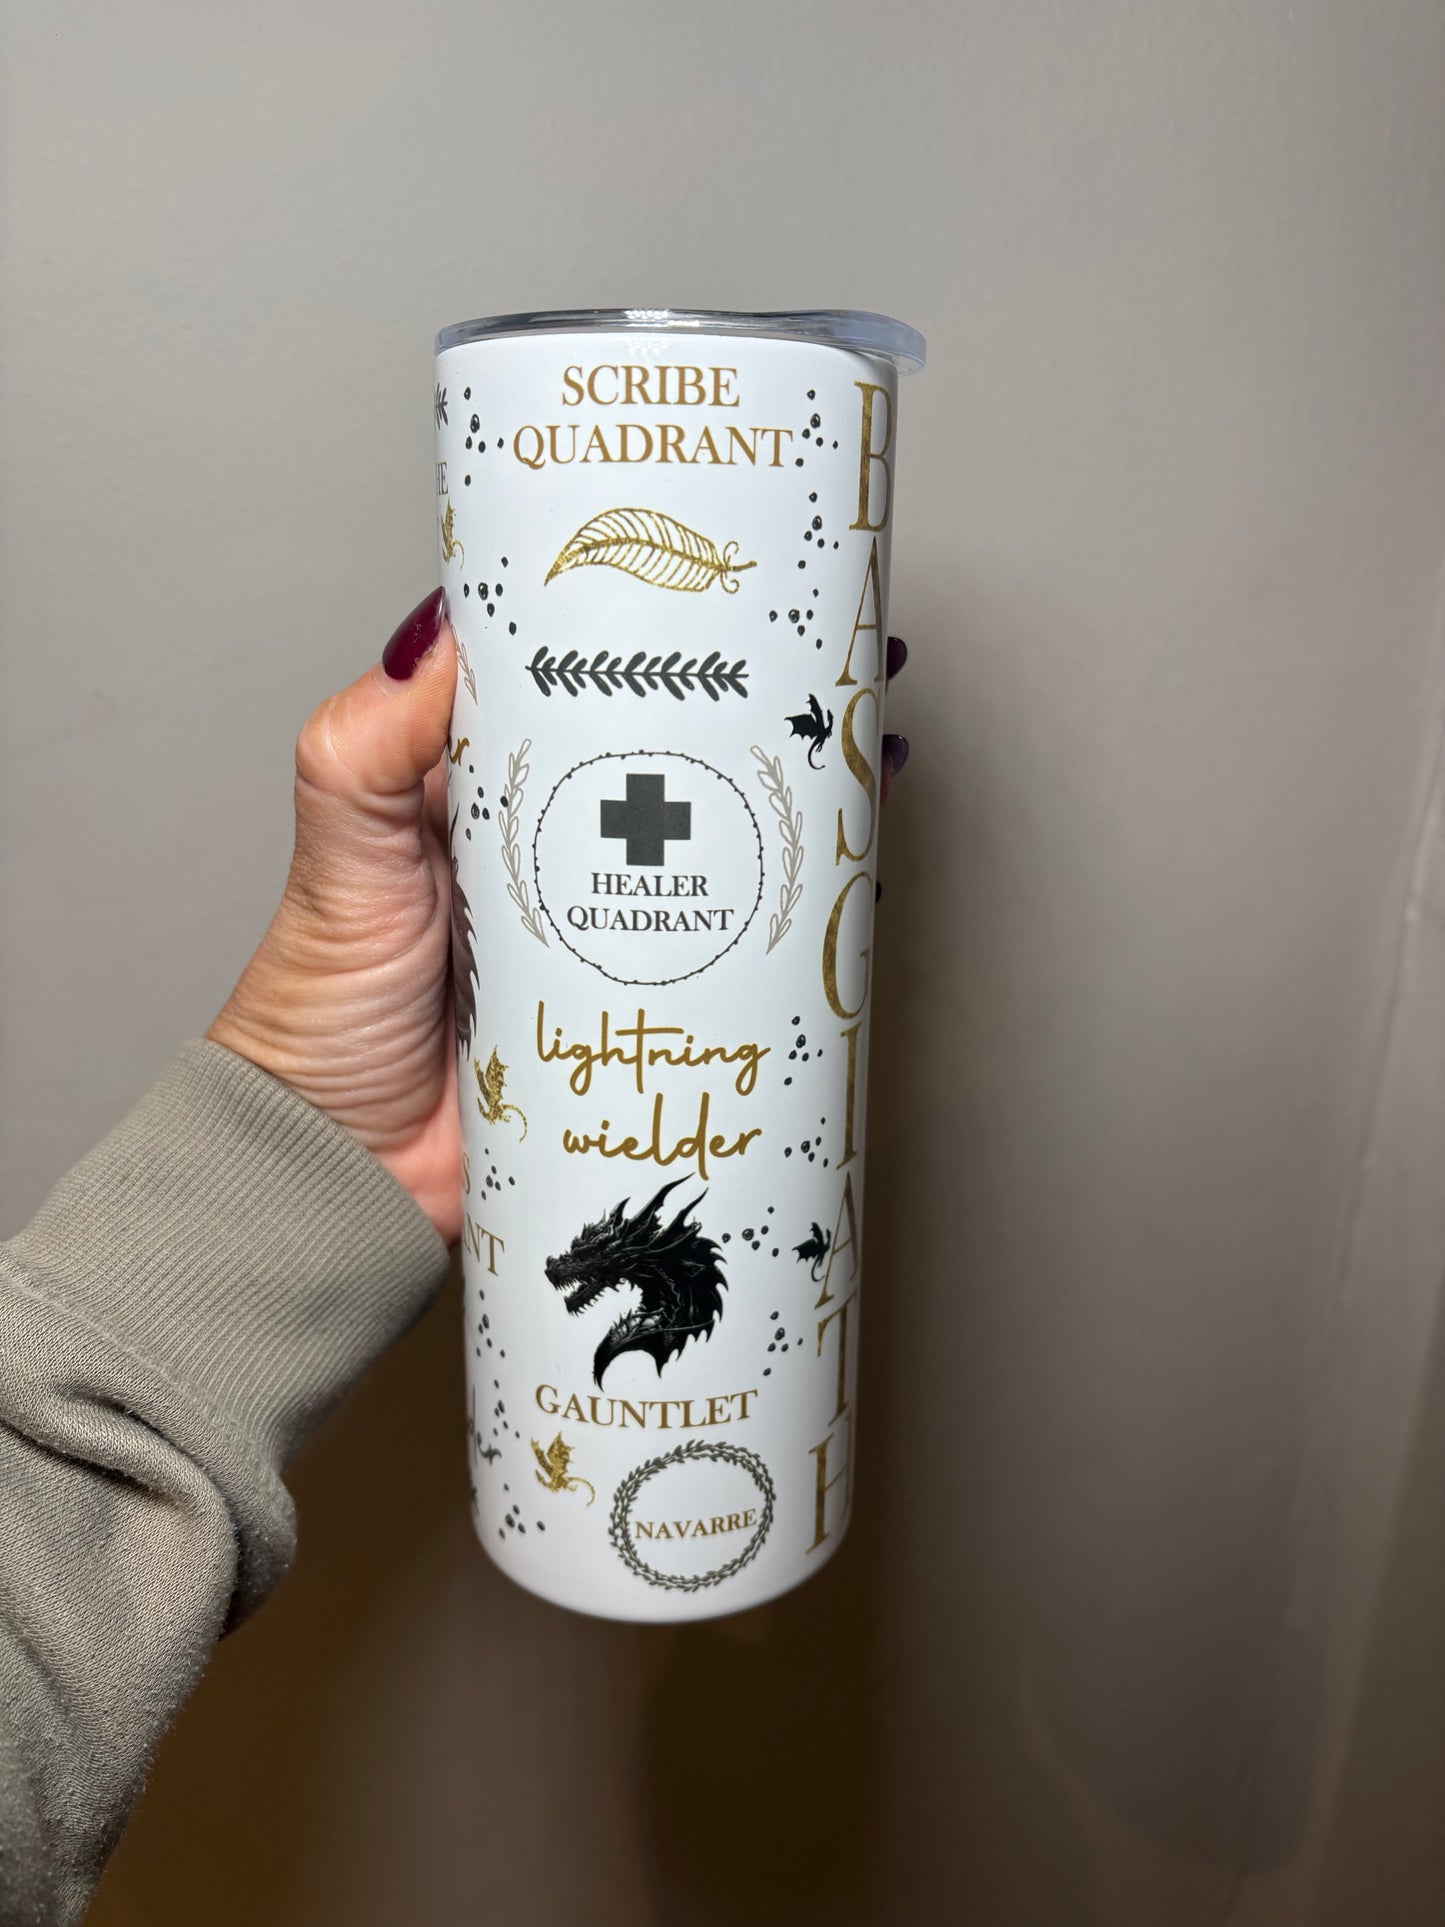 SCRIBE
QUADRANT
HEALER
QUADRANT
lightning
wielder
GAUNTLET
NAVARRE
BASGIATH